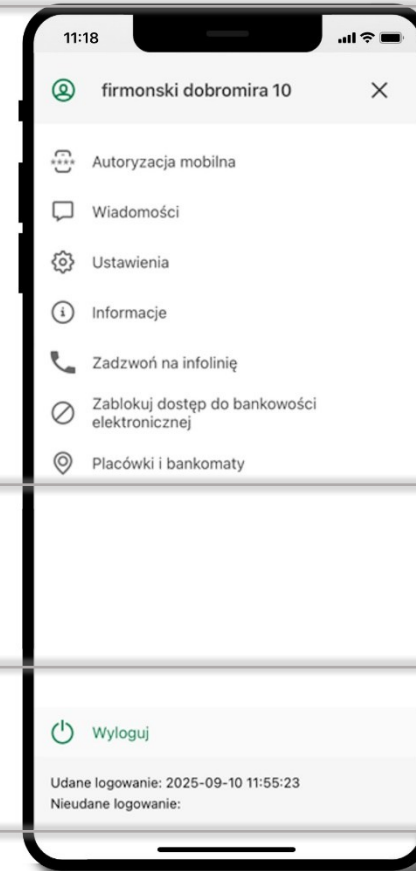 11:18
firmonski dobromira 10
Autoryzacja mobilna
Wiadomości
Ustawienia
Informacje
Zadzwoń na infolinię
Zablokuj dostęp do bankowości
elektronicznej
Placówki i bankomaty
Wyloguj
Udane logowanie: 2025-09-10 11:55:23
Nieudane logowanie: